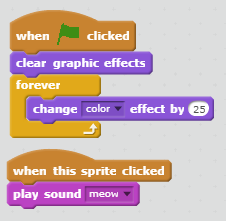 when clicked
clear graphic effects
forever
change color effect by 25
when this sprite clicked
play sound meow